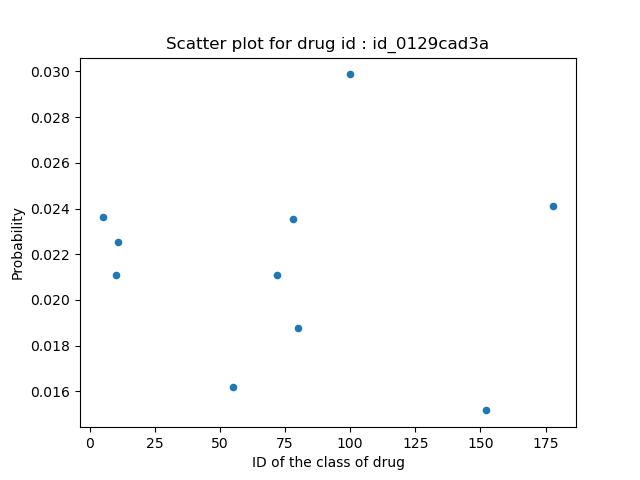 Scatter plot for drug id : id_0129cad3a
0.030
0.028
0.026
0.024
0.022
0.020
0.018
0.016
Probability
0 25 50 75 100 125 150 175
ID of the class of drug